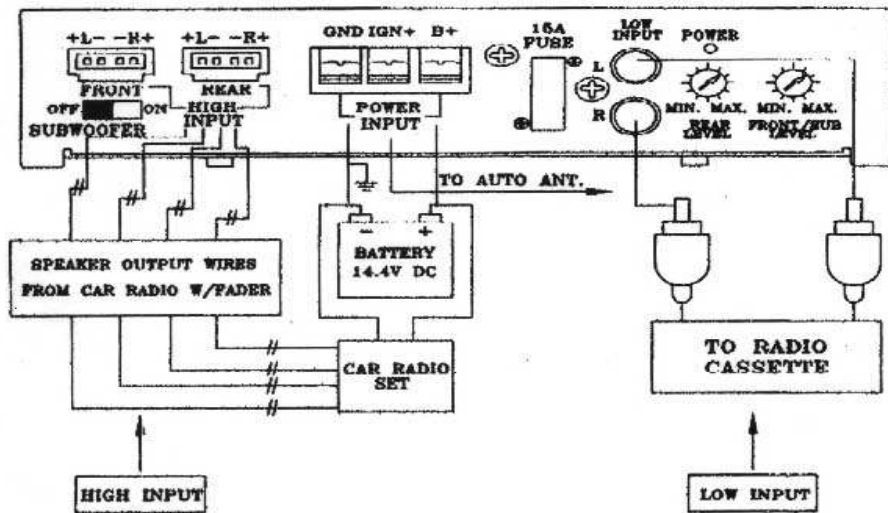 +L- -R+
+L- -R+
FRONT
REAR
OFF
ON
SUBWOOFER
HIGH
INPUT
GND IGN+ B+
POWER
INPUT
15A
FUSE
LOW
INPUT
L
R
POWER
MIN. MAX.
REAR
LEVEL
MIN. MAX.
FRONT/SUB
LEVEL
TO AUTO ANT.
- +
BATTERY
14.4V DC
SPEAKER OUTPUT WIRES
FROM CAR RADIO W/FADER
CAR RADIO
SET
TO RADIO
CASSETTE
HIGH INPUT
LOW INPUT